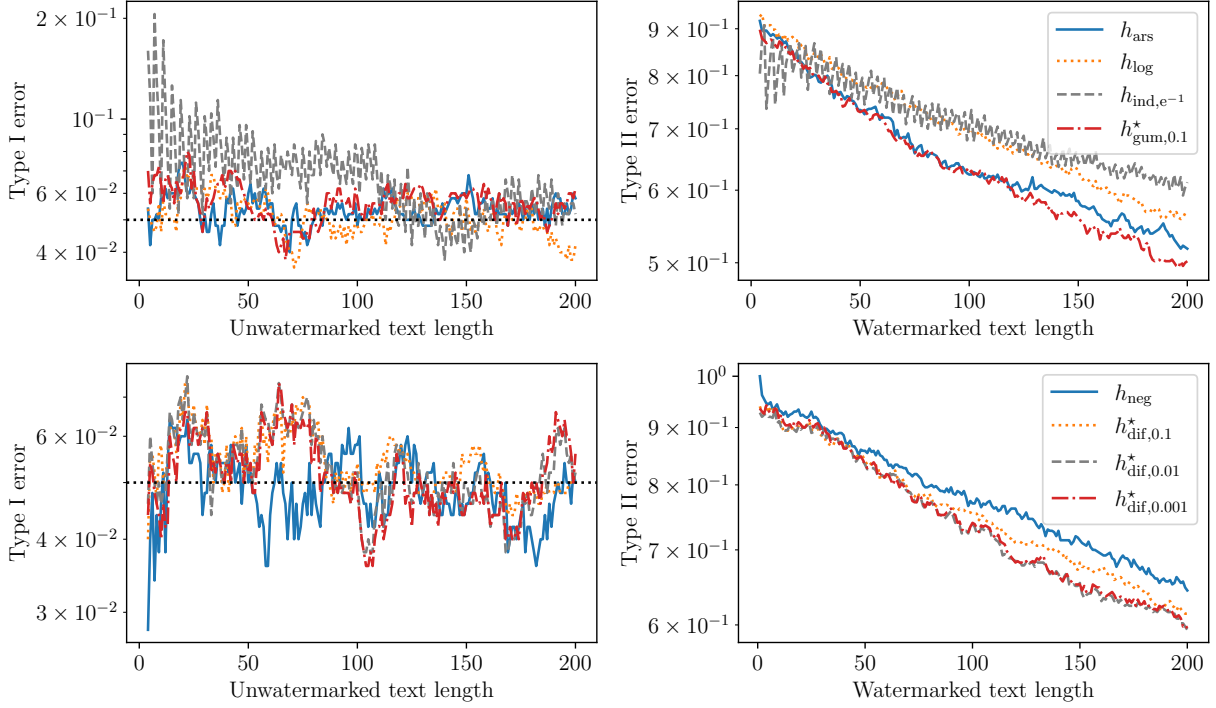 2 × 10⁻¹
10⁻¹
6 × 10⁻²
4 × 10⁻²
Type I error
0 50 100 150 200
Unwatermarked text length
9 × 10⁻¹
8 × 10⁻¹
7 × 10⁻¹
6 × 10⁻¹
5 × 10⁻¹
Type II error
h_ars
h_log
h_ind,e⁻¹
h*_gum,0.1
0 50 100 150 200
Watermarked text length
6 × 10⁻²
4 × 10⁻²
3 × 10⁻²
Type I error
0 50 100 150 200
Unwatermarked text length
10⁰
9 × 10⁻¹
8 × 10⁻¹
7 × 10⁻¹
6 × 10⁻¹
Type II error
h_neg
h*_dif,0.1
h*_dif,0.01
h*_dif,0.001
0 50 100 150 200
Watermarked text length